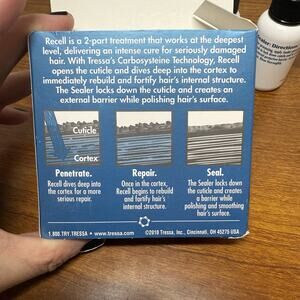 Recell is a 2-part treatment that works at the deepest
level, delivering an intense cure for seriously damaged
hair. With Tressa's Carbosysteine Technology, Recell
opens the cuticle and dives deep into the cortex to
immediately rebuild and fortify hair's internal structure.
The Sealer locks down the cuticle and creates an
external barrier while polishing hair's surface.
Cuticle
Cortex
Penetrate.
Recell dives deep into
the cortex for a more
serious repair.
Repair.
Once in the cortex,
Recell begins to rebuild
and fortify hair's
internal structure.
Seal.
The Sealer locks down
the cuticle and creates
a barrier while
polishing and smoothing
hair's surface.
1.800.TRY.TRESSA • www.tressa.com
©2018 Tressa, Inc., Cincinnati, OH 45275-USA
Sealer: Directions